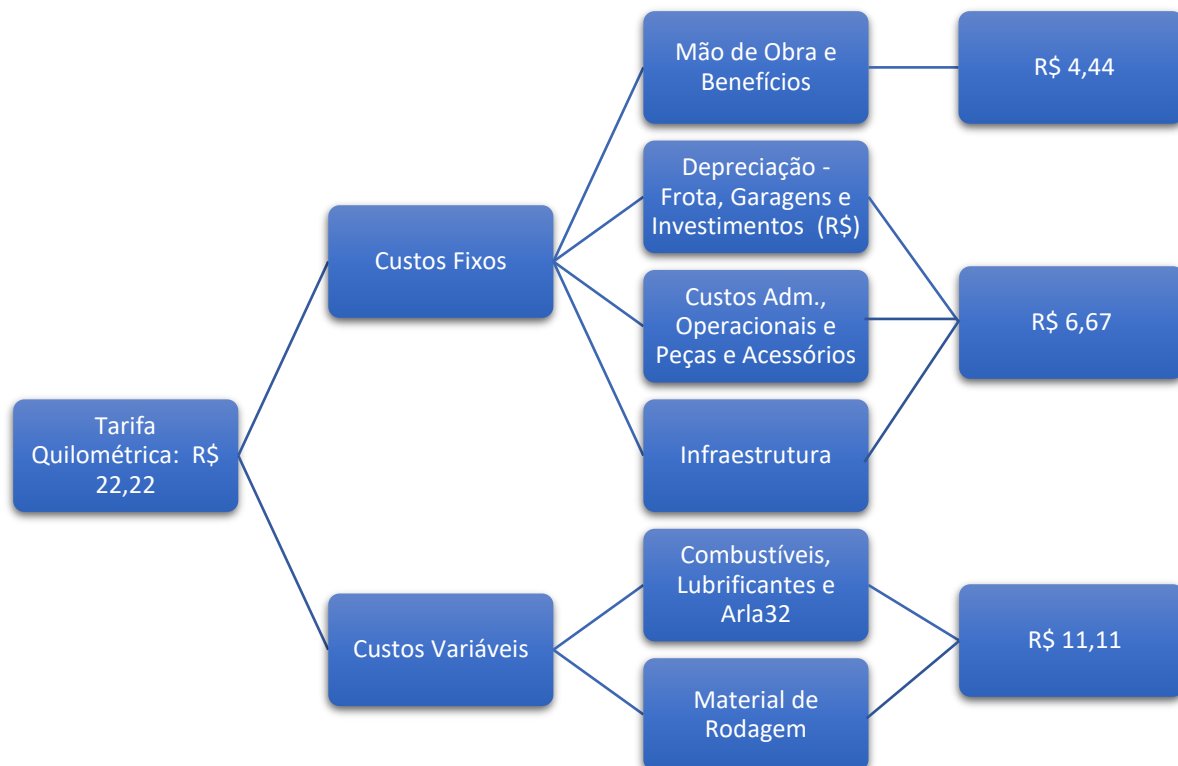 Tarifa
Quilométrica: R$
22,22
Custos Fixos
Mão de Obra e
Benefícios
R$ 4,44
Depreciação -
Frota, Garagens e
Investimentos (R$)
Custos Adm.,
Operacionais e
Peças e Acessórios
Infraestrutura
R$ 6,67
Custos Variáveis
Combustíveis,
Lubrificantes e
Arla32
Material de
Rodagem
R$ 11,11